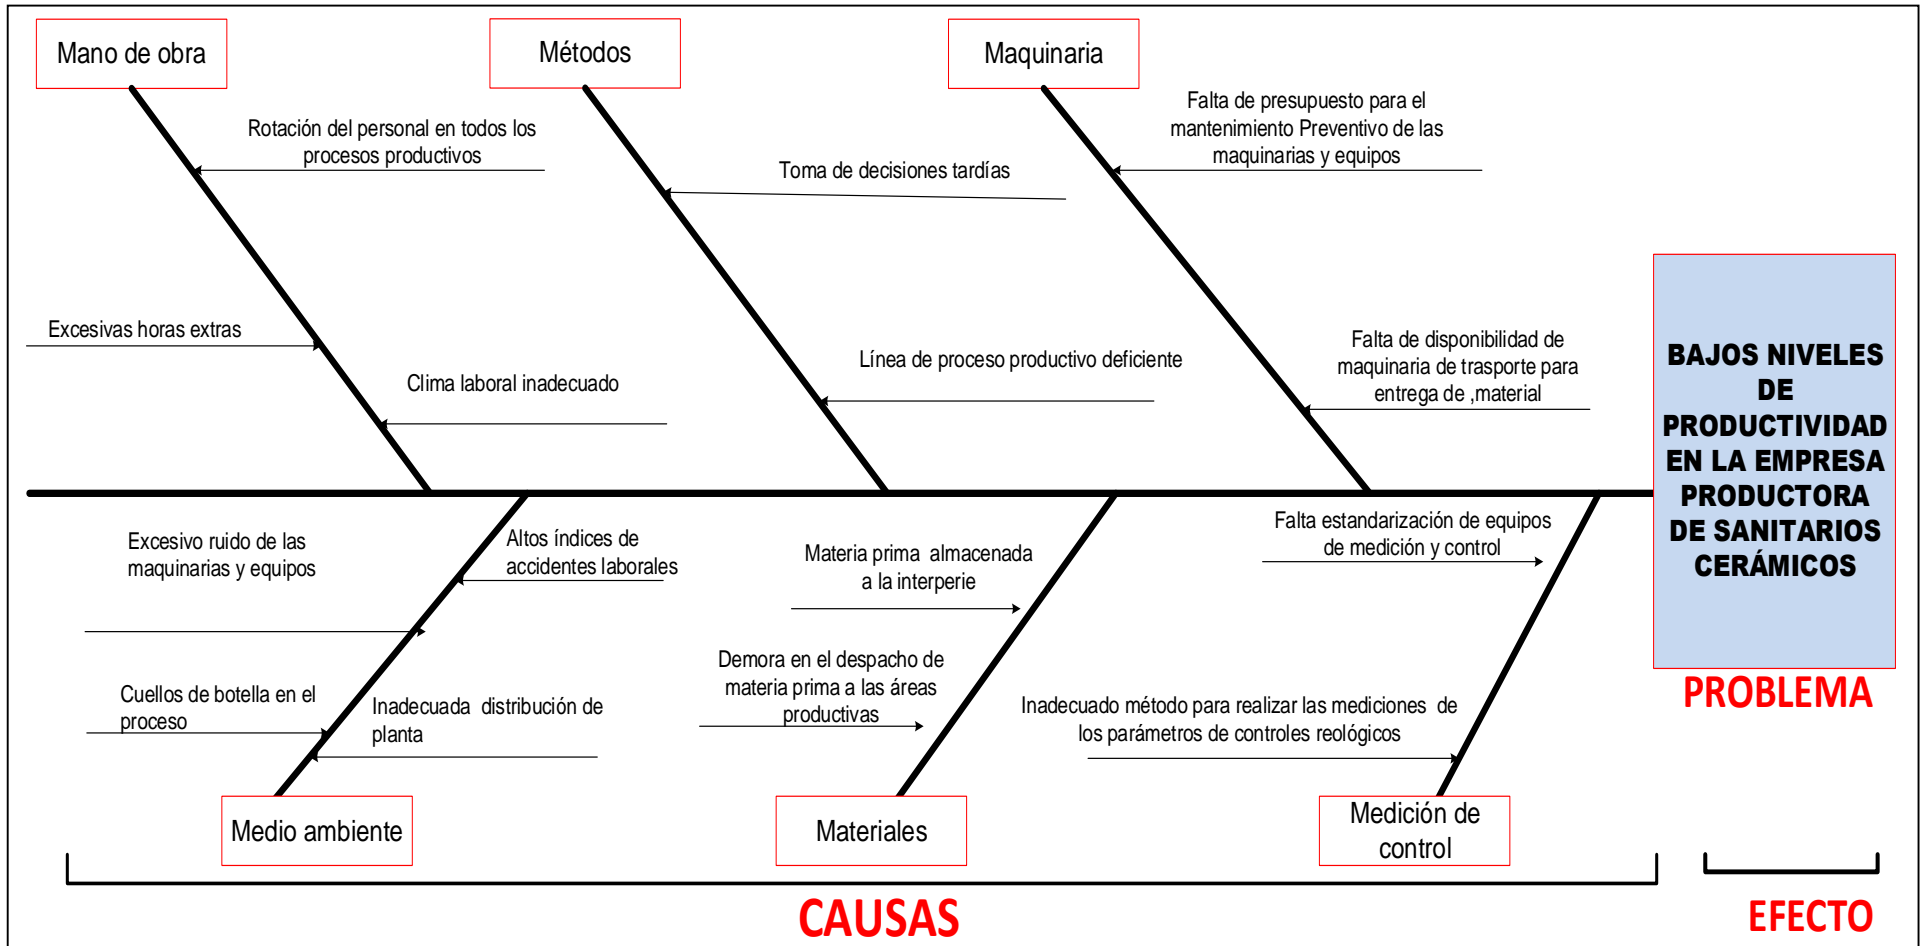 Mano de obra
Métodos
Maquinaria
Rotación del personal en todos los
procesos productivos
Excesivas horas extras
Clima laboral inadecuado
Toma de decisiones tardías
Línea de proceso productivo deficiente
Falta de presupuesto para el
mantenimiento Preventivo de las
maquinarias y equipos
Falta de disponibilidad de
maquinaria de trasporte para
entrega de ,material
BAJOS NIVELES
DE
PRODUCTIVIDAD
EN LA EMPRESA
PRODUCTORA
DE SANITARIOS
CERÁMICOS
PROBLEMA
Excesivo ruido de las
maquinarias y equipos
Altos índices de
accidentes laborales
Cuellos de botella en el
proceso
Inadecuada distribución de
planta
Materia prima almacenada
a la interperie
Demora en el despacho de
materia prima a las áreas
productivas
Falta estandarización de equipos
de medición y control
Inadecuado método para realizar las mediciones de
los parámetros de controles reológicos
Medio ambiente
Materiales
Medición de
control
CAUSAS
EFECTO